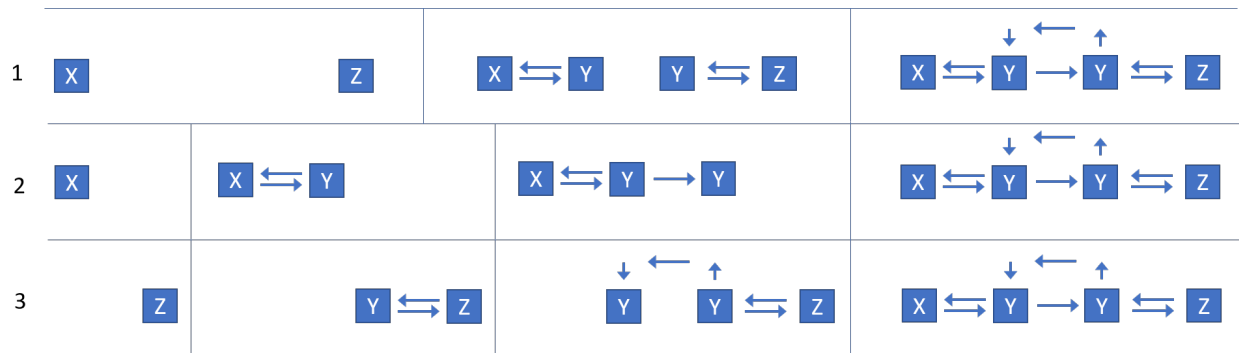 1 X Z X Y Y Z X Y Y Z
2 X X Y X Y Y X Y Y Z
3 Z Y Z Y Y Z X Y Y Z